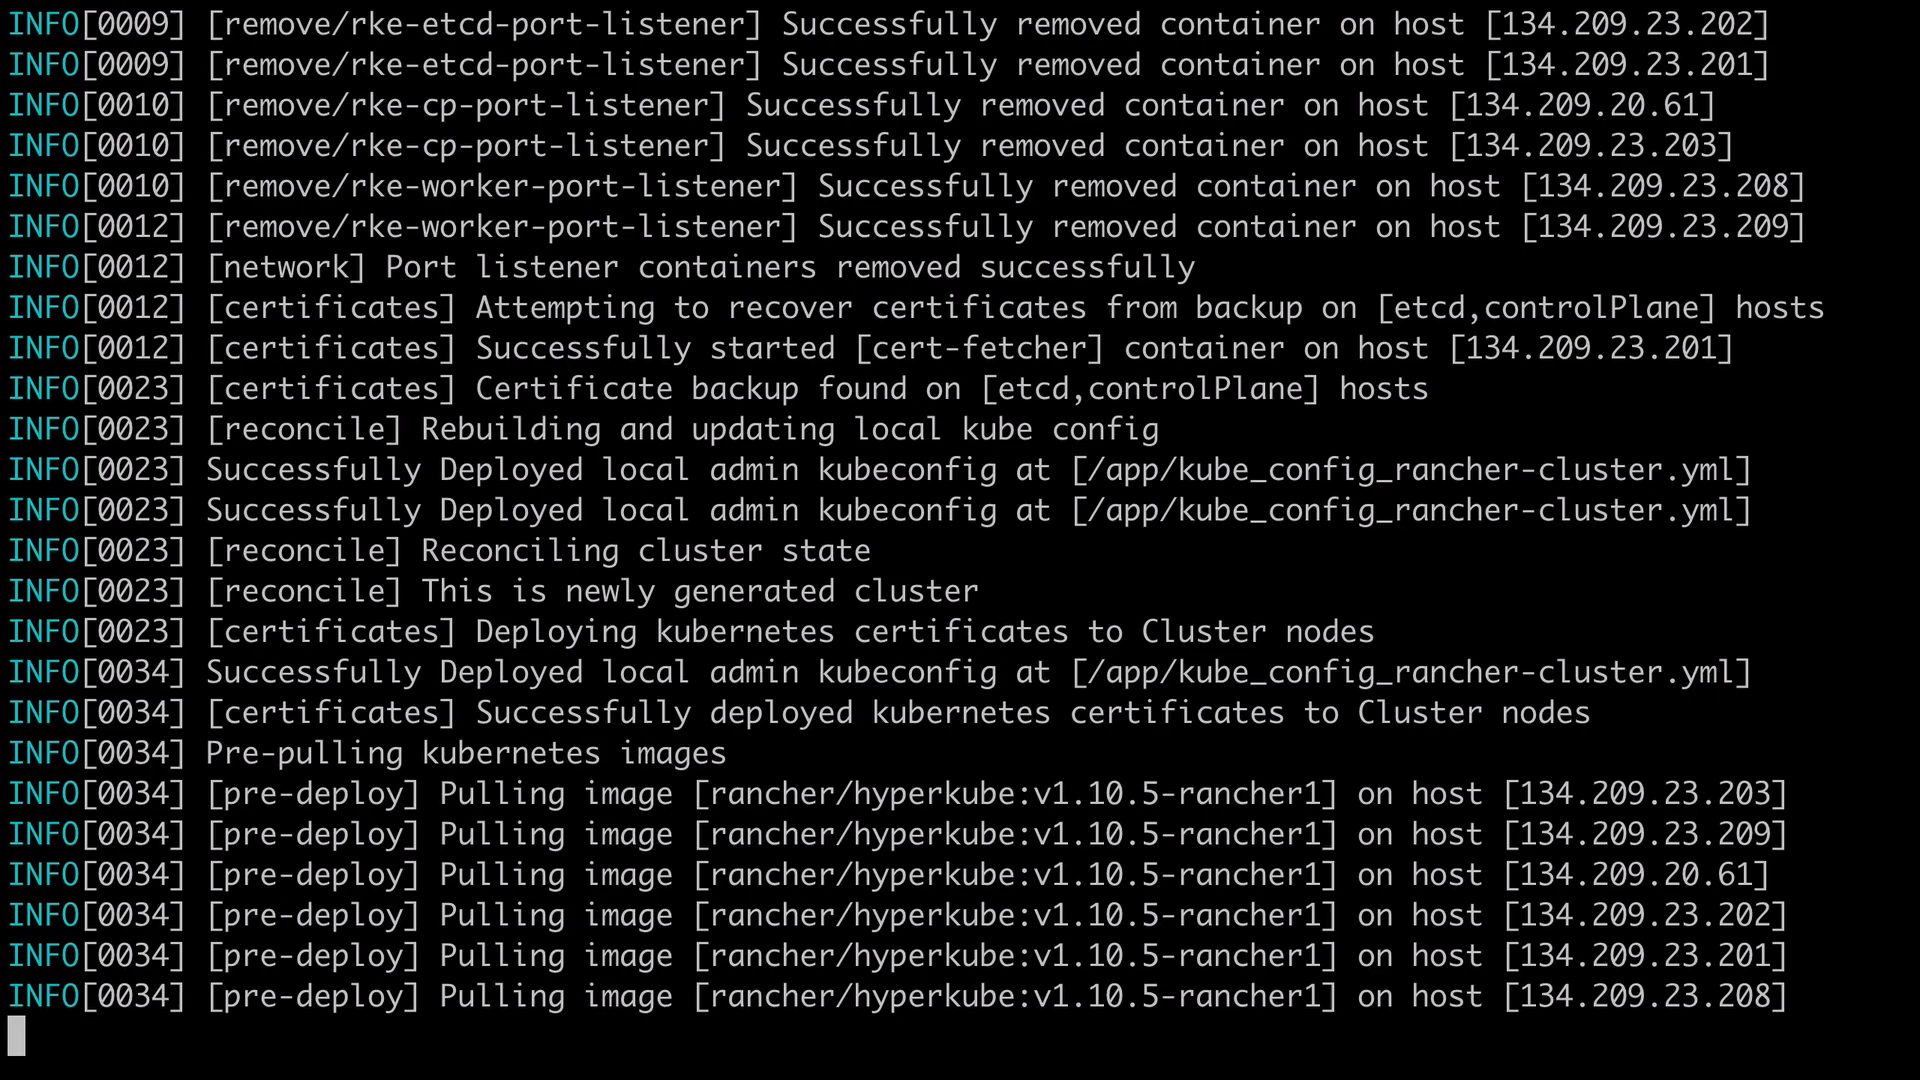 INFO[0009] [remove/rke-etcd-port-listener] Successfully removed container on host [134.209.23.202]
INFO[0009] [remove/rke-etcd-port-listener] Successfully removed container on host [134.209.23.201]
INFO[0010] [remove/rke-cp-port-listener] Successfully removed container on host [134.209.20.61]
INFO[0010] [remove/rke-cp-port-listener] Successfully removed container on host [134.209.23.203]
INFO[0010] [remove/rke-worker-port-listener] Successfully removed container on host [134.209.23.208]
INFO[0012] [remove/rke-worker-port-listener] Successfully removed container on host [134.209.23.209]
INFO[0012] [network] Port listener containers removed successfully
INFO[0012] [certificates] Attempting to recover certificates from backup on [etcd,controlPlane] hosts
INFO[0012] [certificates] Successfully started [cert-fetcher] container on host [134.209.23.201]
INFO[0023] [certificates] Certificate backup found on [etcd,controlPlane] hosts
INFO[0023] [reconcile] Rebuilding and updating local kube config
INFO[0023] Successfully Deployed local admin kubeconfig at [/app/kube_config_rancher-cluster.yml]
INFO[0023] Successfully Deployed local admin kubeconfig at [/app/kube_config_rancher-cluster.yml]
INFO[0023] [reconcile] Reconciling cluster state
INFO[0023] [reconcile] This is newly generated cluster
INFO[0023] [certificates] Deploying kubernetes certificates to Cluster nodes
INFO[0034] Successfully Deployed local admin kubeconfig at [/app/kube_config_rancher-cluster.yml]
INFO[0034] [certificates] Successfully deployed kubernetes certificates to Cluster nodes
INFO[0034] Pre-pulling kubernetes images
INFO[0034] [pre-deploy] Pulling image [rancher/hyperkube:v1.10.5-rancher1] on host [134.209.23.203]
INFO[0034] [pre-deploy] Pulling image [rancher/hyperkube:v1.10.5-rancher1] on host [134.209.23.209]
INFO[0034] [pre-deploy] Pulling image [rancher/hyperkube:v1.10.5-rancher1] on host [134.209.20.61]
INFO[0034] [pre-deploy] Pulling image [rancher/hyperkube:v1.10.5-rancher1] on host [134.209.23.202]
INFO[0034] [pre-deploy] Pulling image [rancher/hyperkube:v1.10.5-rancher1] on host [134.209.23.201]
INFO[0034] [pre-deploy] Pulling image [rancher/hyperkube:v1.10.5-rancher1] on host [134.209.23.208]